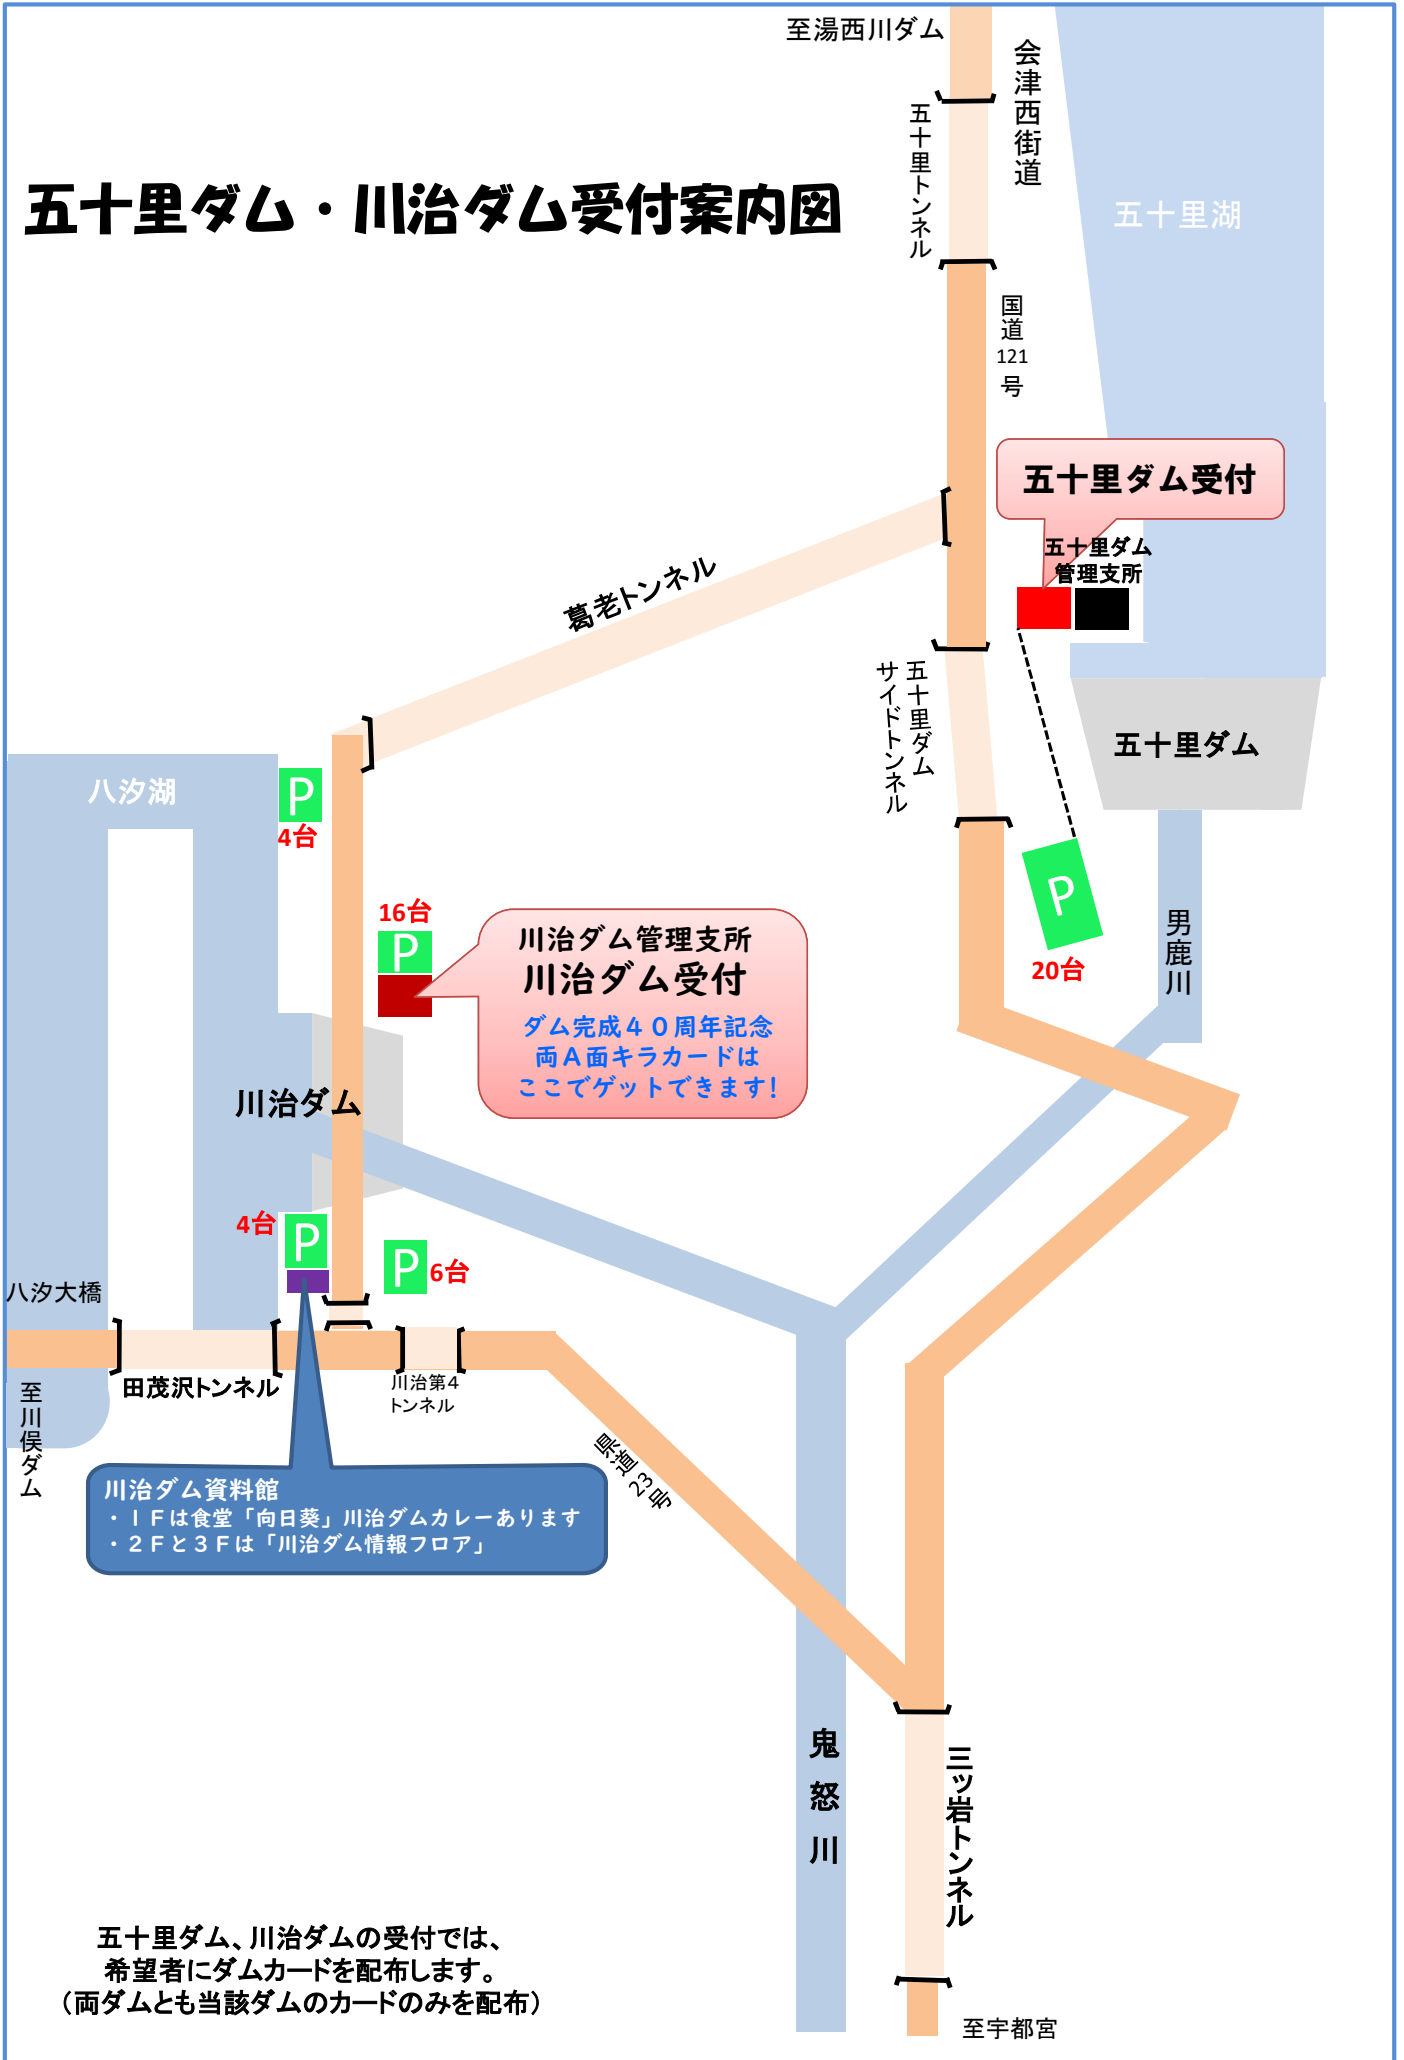 至湯西川ダム
会津西街道
五十里トンネル
五十里湖
五十里ダム・川治ダム受付案内図
国道
121
号
五十里ダム受付
五十里ダム
管理支所
葛老トンネル
五十里ダム
サイドトンネル
五十里ダム
八汐湖
P
4台
16台
P
川治ダム管理支所
川治ダム受付
ダム完成40周年記念
両A面キラカードは
ここでゲットできます!
P
20台
男鹿川
川治ダム
4台
P
P
6台
八汐大橋
田茂沢トンネル
川治第4
トンネル
至川俣ダム
県道23号
川治ダム資料館
・1Fは食堂「向日葵」川治ダムカレーあります
・2Fと3Fは「川治ダム情報フロア」
鬼怒川
三ッ岩トンネル
五十里ダム、川治ダムの受付では、
希望者にダムカードを配布します。
(両ダムとも当該ダムのカードのみを配布)
至宇都宮